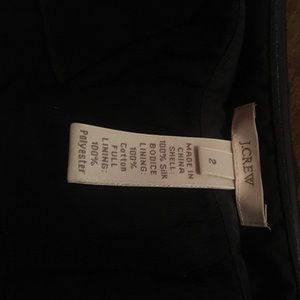 J.CREW
2
MADE IN
CHINA
SHELL:
100% Silk
BODICE
LINING:
100%
Cotton
FULL
LINING:
100%
Polyester